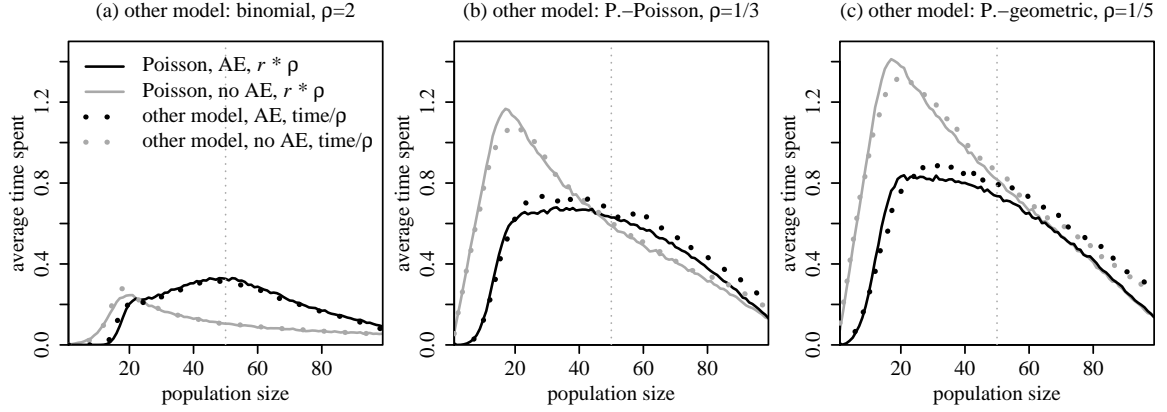 (a) other model: binomial, ρ=2
(b) other model: P.−Poisson, ρ=1/3
(c) other model: P.−geometric, ρ=1/5
Poisson, AE, r * ρ
Poisson, no AE, r * ρ
other model, AE, time/ρ
other model, no AE, time/ρ
average time spent
0.0 0.4 0.8 1.2
20 40 60 80
population size
average time spent
0.0 0.4 0.8 1.2
20 40 60 80
population size
average time spent
0.0 0.4 0.8 1.2
20 40 60 80
population size